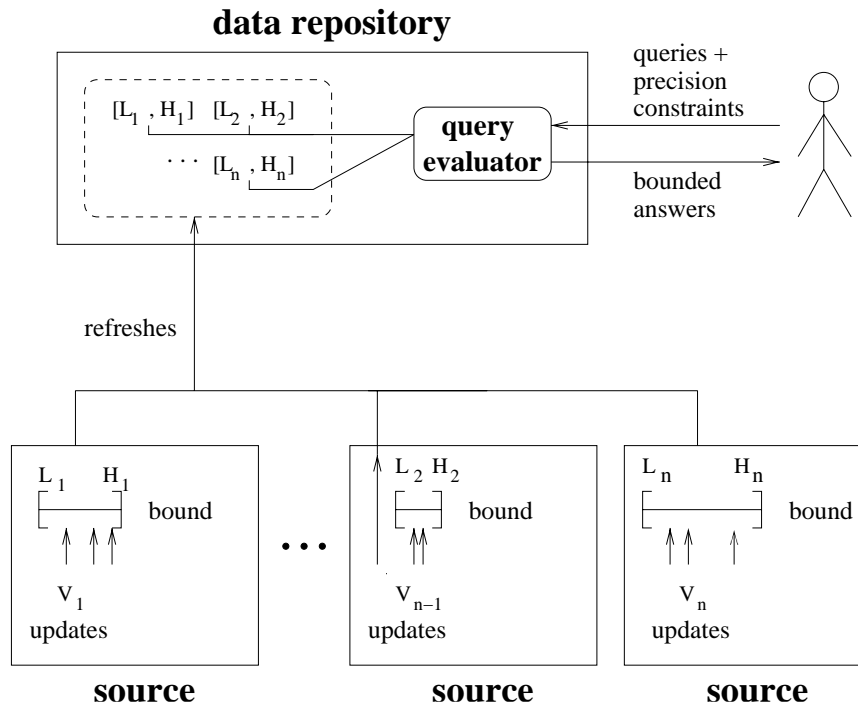 data repository
[L1 , H1] [L2 , H2]
· · · [Ln , Hn]
query
evaluator
queries +
precision
constraints
bounded
answers
refreshes
L1 H1
bound
V1
updates
source
• • •
L2 H2
bound
Vn−1
updates
source
Ln Hn
bound
Vn
updates
source